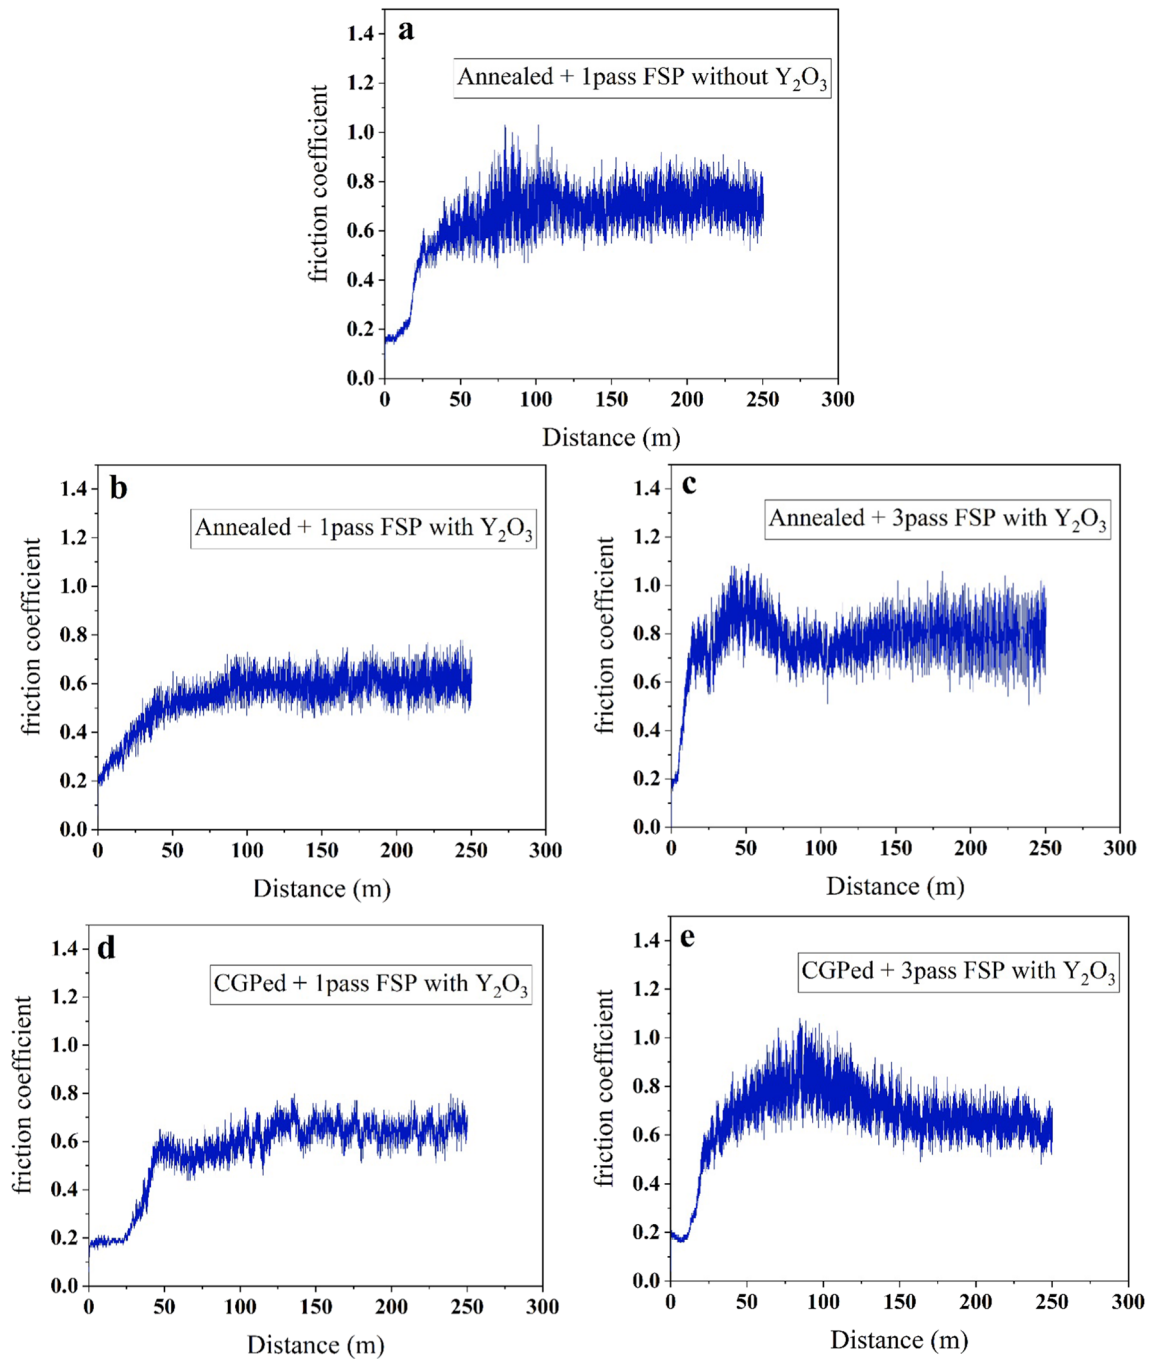 a
Annealed + 1pass FSP without Y₂O₃
friction coefficient
1.4
1.2
1.0
0.8
0.6
0.4
0.2
0.0
0 50 100 150 200 250 300
Distance (m)
b
Annealed + 1pass FSP with Y₂O₃
friction coefficient
1.4
1.2
1.0
0.8
0.6
0.4
0.2
0.0
0 50 100 150 200 250 300
Distance (m)
c
Annealed + 3pass FSP with Y₂O₃
friction coefficient
1.4
1.2
1.0
0.8
0.6
0.4
0.2
0.0
0 50 100 150 200 250 300
Distance (m)
d
CGPed + 1pass FSP with Y₂O₃
friction coefficient
1.4
1.2
1.0
0.8
0.6
0.4
0.2
0.0
0 50 100 150 200 250 300
Distance (m)
e
CGPed + 3pass FSP with Y₂O₃
friction coefficient
1.4
1.2
1.0
0.8
0.6
0.4
0.2
0.0
0 50 100 150 200 250 300
Distance (m)